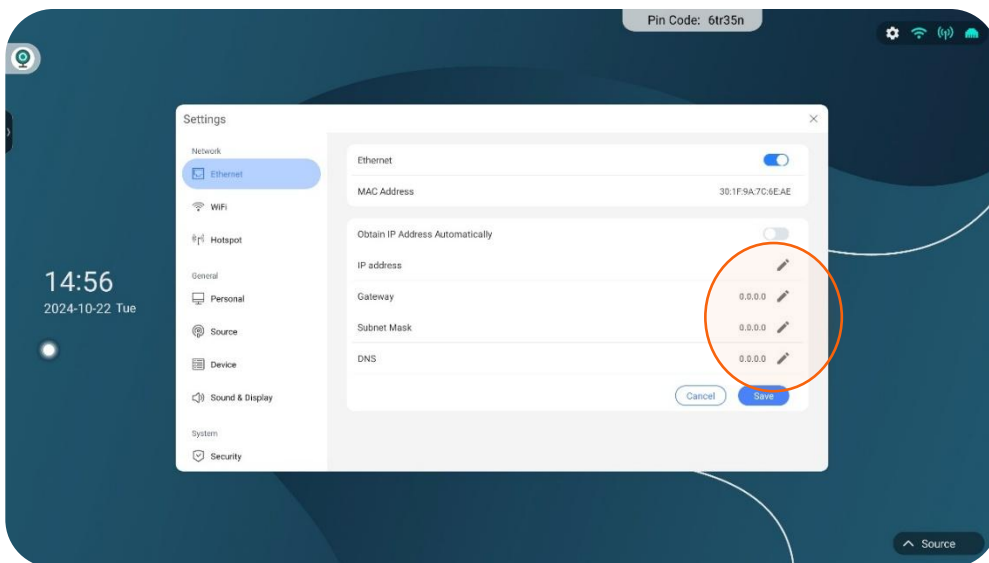 Pin Code: 6tr35n
Settings
Network
Ethernet
WiFi
Hotspot
General
Personal
Source
Device
Sound & Display
System
Security
Ethernet
MAC Address 30:1F:9A:7C:6E:AE
Obtain IP Address Automatically
IP address
Gateway 0.0.0.0
Subnet Mask 0.0.0.0
DNS 0.0.0.0
Cancel Save
14:56
2024-10-22 Tue
Source